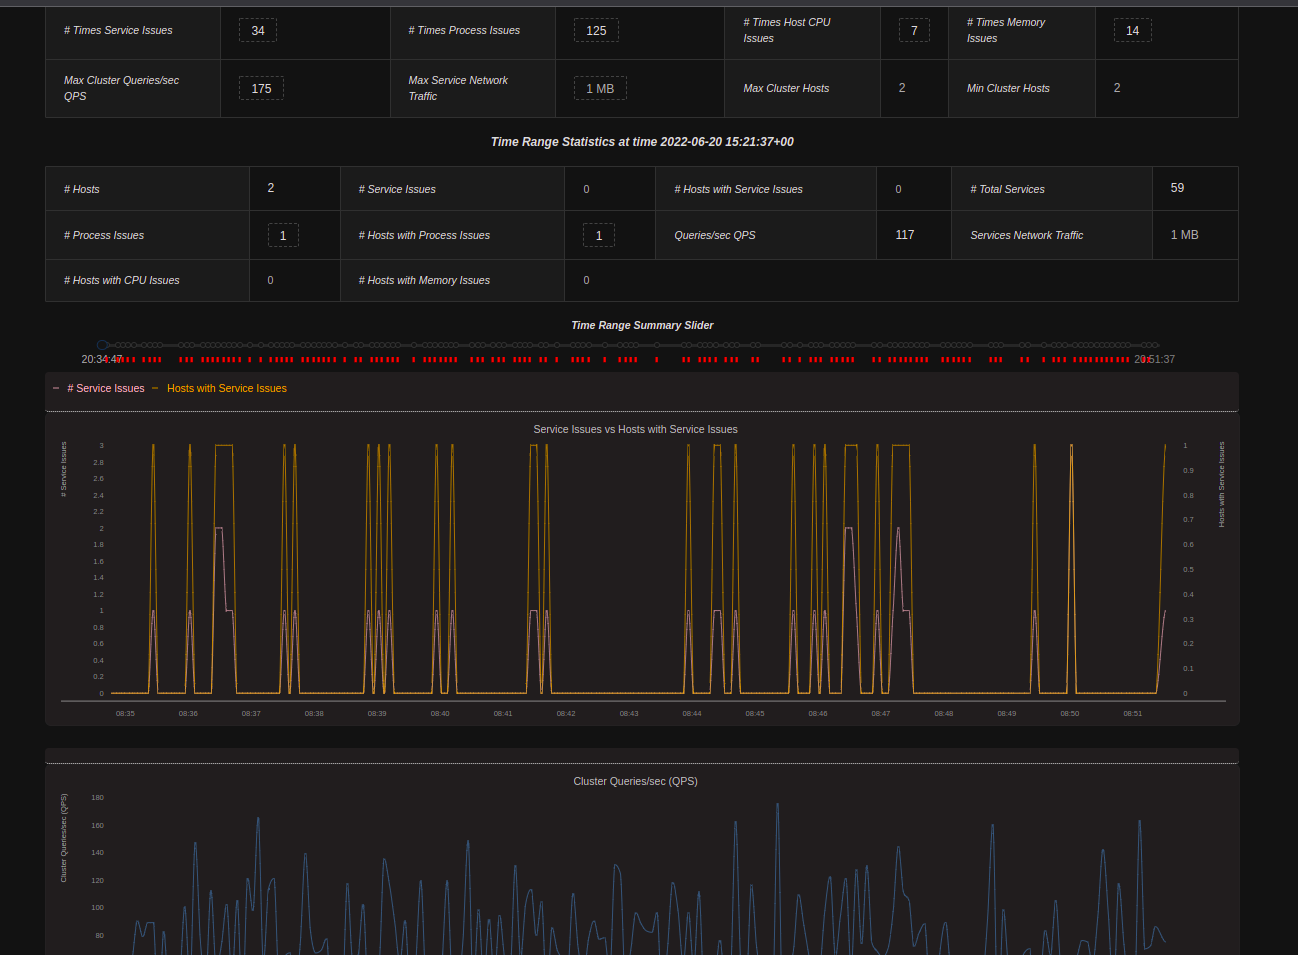 # Times Service Issues 34 # Times Process Issues 125 # Times Host CPU Issues 7 # Times Memory Issues 14
Max Cluster Queries/sec QPS 175 Max Service Network Traffic 1 MB Max Cluster Hosts 2 Min Cluster Hosts 2
Time Range Statistics at time 2022-06-20 15:21:37+00
# Hosts 2 # Service Issues 0 # Hosts with Service Issues 0 # Total Services 59
# Process Issues 1 # Hosts with Process Issues 1 Queries/sec QPS 117 Services Network Traffic 1 MB
# Hosts with CPU Issues 0 # Hosts with Memory Issues 0
Time Range Summary Slider
20:34:47 20:51:37
# Service Issues Hosts with Service Issues
Service Issues vs Hosts with Service Issues
# Service Issues
3
2.8
2.6
2.4
2.2
2
1.8
1.6
1.4
1.2
1
0.8
0.6
0.4
0.2
0
Hosts with Service Issues
1
0.9
0.8
0.7
0.6
0.5
0.4
0.3
0.2
0.1
0
08:35 08:36 08:37 08:38 08:39 08:40 08:41 08:42 08:43 08:44 08:45 08:46 08:47 08:48 08:49 08:50 08:51
Cluster Queries/sec (QPS)
Cluster Queries/sec (QPS)
180
160
140
120
100
80